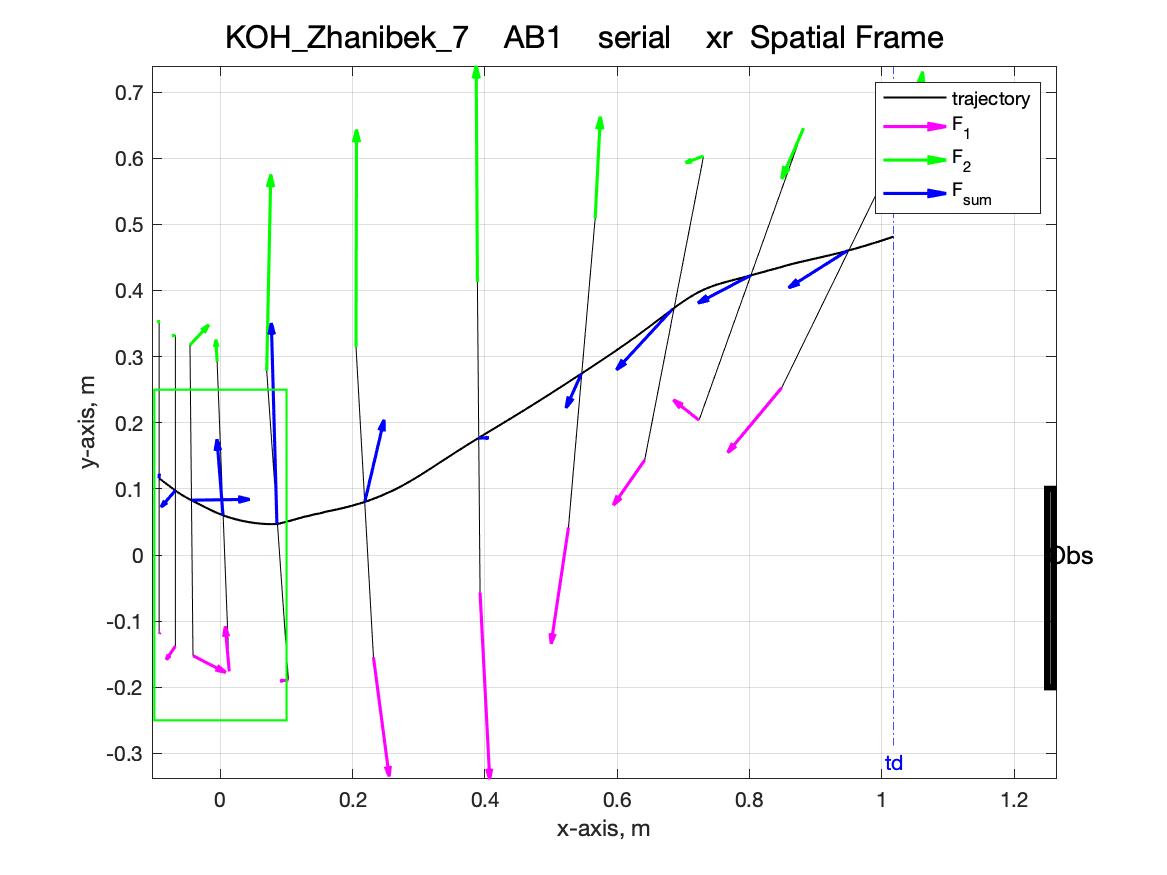 KOH_Zhanibek_7 AB1 serial xr Spatial Frame
trajectory
F1
F2
Fsum
0.7
0.6
0.5
0.4
0.3
0.2
0.1
0
-0.1
-0.2
-0.3
y-axis, m
Obs
td
0 0.2 0.4 0.6 0.8 1 1.2
x-axis, m